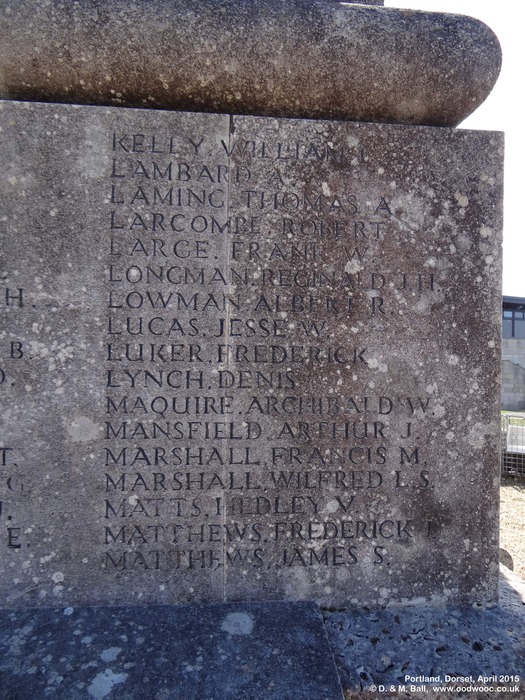 KELLY. WILLIAM L.
LAMBARD. A.
LAMING. THOMAS A.
LARCOMBE. ROBERT
LARGE. FRANK A.
LONGMAN. REGINALD J.H.
H. LOWMAN. ALBERT R.
LUCAS. JESSE W.
B. LUKER. FREDERICK
LYNCH. DENIS
MAQUIRE. ARCHIBALD W.
MANSFIELD. ARTHUR J.
T. MARSHALL. FRANCIS M.
G. MARSHALL. WILFRED L.S.
MATTS. HEDLEY V.
E. MATTHEWS. FREDERICK J.
MATTHEWS. JAMES S.
Portland, Dorset, April 2015
© D. & M. Ball, www.oodwooc.co.uk